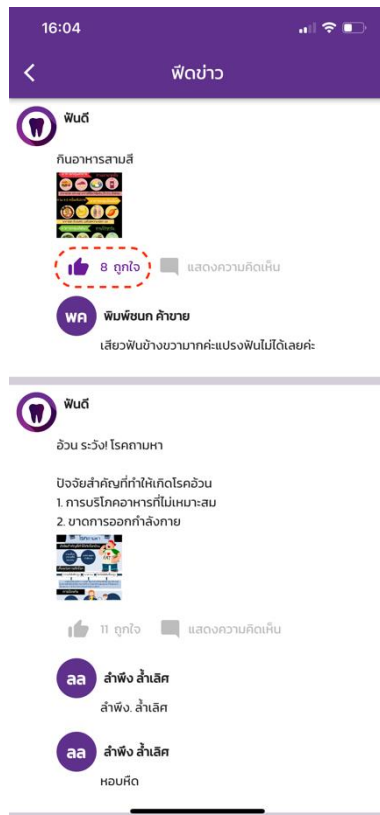 16:04
ฟีดข่าว
ฟันดี
กินอาหารสามสี
8 ถูกใจ แสดงความคิดเห็น
พค พิมพ์ชนก ค้าขาย
เสียวฟันข้างขวามากค่ะแปรงฟันไม่ได้เลยค่ะ
ฟันดี
อ้วน ระวัง! โรคถามหา
ปัจจัยสำคัญที่ทำให้เกิดโรคอ้วน
1. การบริโภคอาหารที่ไม่เหมาะสม
2. ขาดการออกกำลังกาย
11 ถูกใจ แสดงความคิดเห็น
ลล ลำพึง ล้ำเลิศ
ลำพึง. ล้ำเลิศ
ลล ลำพึง ล้ำเลิศ
หอบหืด